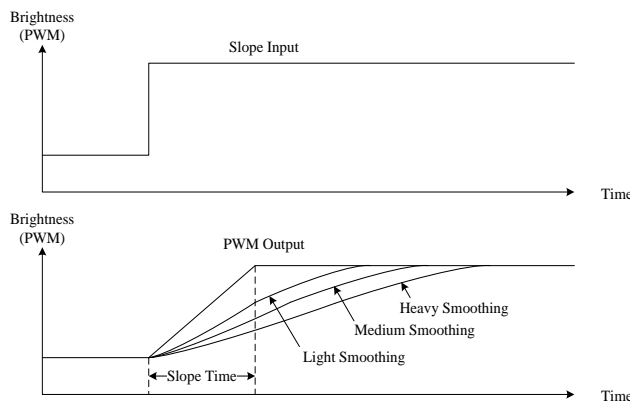 Brightness
(PWM)
Slope Input
Time
Brightness
(PWM)
PWM Output
Heavy Smoothing
Medium Smoothing
Light Smoothing
Slope Time
Time